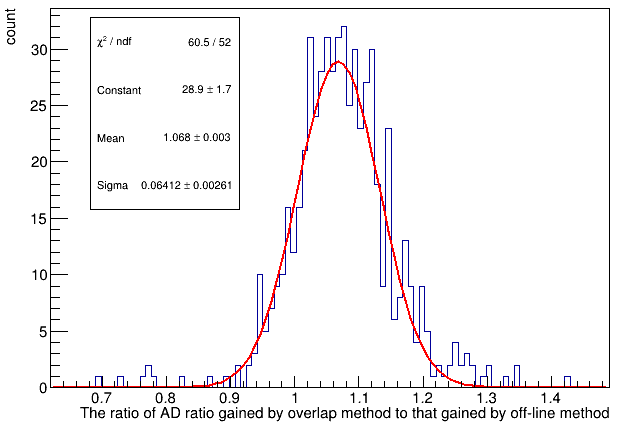 count
χ² / ndf 60.5 / 52
Constant 28.9 ± 1.7
Mean 1.068 ± 0.003
Sigma 0.06412 ± 0.00261
30
25
20
15
10
5
0
0.7 0.8 0.9 1 1.1 1.2 1.3 1.4
The ratio of AD ratio gained by overlap method to that gained by off-line method